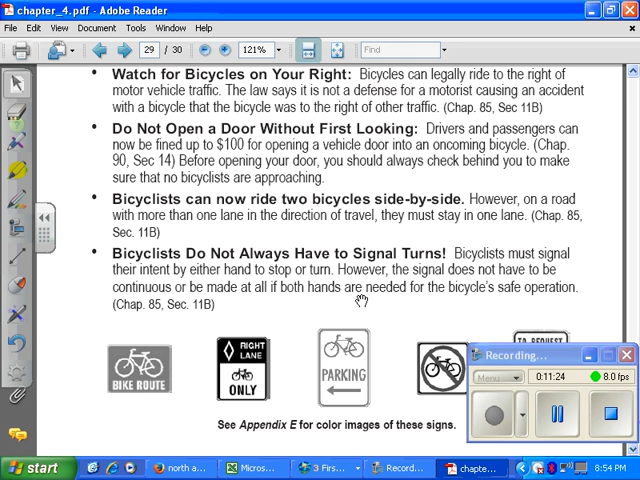 chapter_4.pdf - Adobe Reader
File Edit View Document Tools Window Help
29 / 30 121% Find
• Watch for Bicycles on Your Right: Bicycles can legally ride to the right of
motor vehicle traffic. The law says it is not a defense for a motorist causing an accident
with a bicycle that the bicycle was to the right of other traffic. (Chap. 85, Sec 11B)
• Do Not Open a Door Without First Looking: Drivers and passengers can
now be fined up to $100 for opening a vehicle door into an oncoming bicycle. (Chap.
90, Sec 14) Before opening your door, you should always check behind you to make
sure that no bicyclists are approaching.
• Bicyclists can now ride two bicycles side-by-side. However, on a road
with more than one lane in the direction of travel, they must stay in one lane. (Chap. 85,
Sec. 11B)
• Bicyclists Do Not Always Have to Signal Turns! Bicyclists must signal
their intent by either hand to stop or turn. However, the signal does not have to be
continuous or be made at all if both hands are needed for the bicycle's safe operation.
(Chap. 85, Sec. 11B)
BIKE ROUTE
RIGHT
LANE
ONLY
PARKING
TO REQUEST
See Appendix E for color images of these signs.
Recording...
Menu 0:11:24 8.0 fps
start north a... Micros... 3 Fires... Record... chapte... 8:54 PM